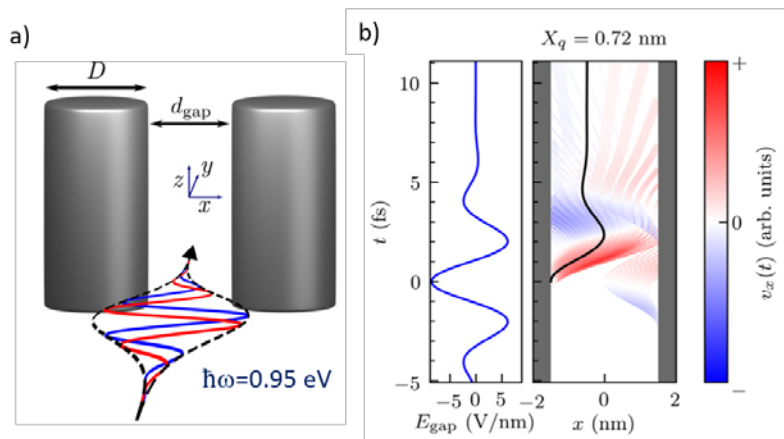 a)
D
d_gap
z
y
x
ħω=0.95 eV
b)
X_q = 0.72 nm
10
5
0
−5
t (fs)
−5 0 5
E_gap (V/nm)
−2 0 2
x (nm)
+
0
−
v_x(t) (arb. units)